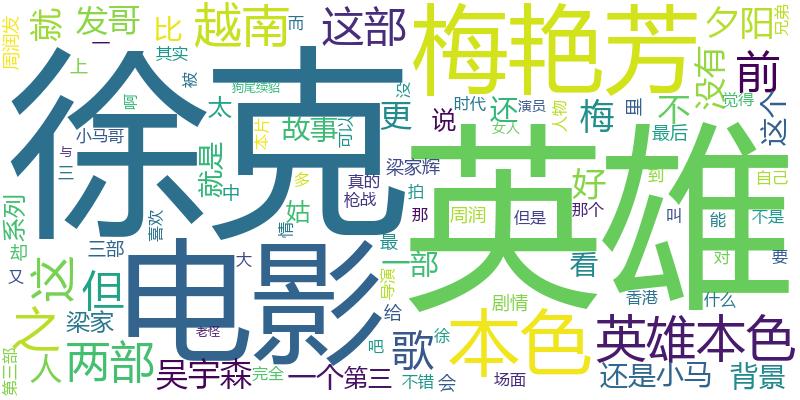 周润发
就
发哥
一
上
啊
比
其实
越南
而
被
狗尾续貂
这部
没
梅艳芳
夕阳
兄弟
前
没有
觉得
这个
徐克
小马哥
与
三
太
本片
故事
可以
更
说
时代
演员
还
女人
人物
梅
里
不
最后
英雄
就是
中
多
姑
情
真的
枪战
梁家辉
拍
那
周润
但是
好
那个
到
叫
自己
能
不是
对
要
系列
喜欢
咕
又
三部
大
最
导演
一部
看
香港
什么
这
但
电影
之
梁家
老怪
给
吧
徐
歌
剧情
本色
英雄本色
第三部
人
两部
吴宇森
完全
一个
第三
不错
会
场面
还是
小马
背景